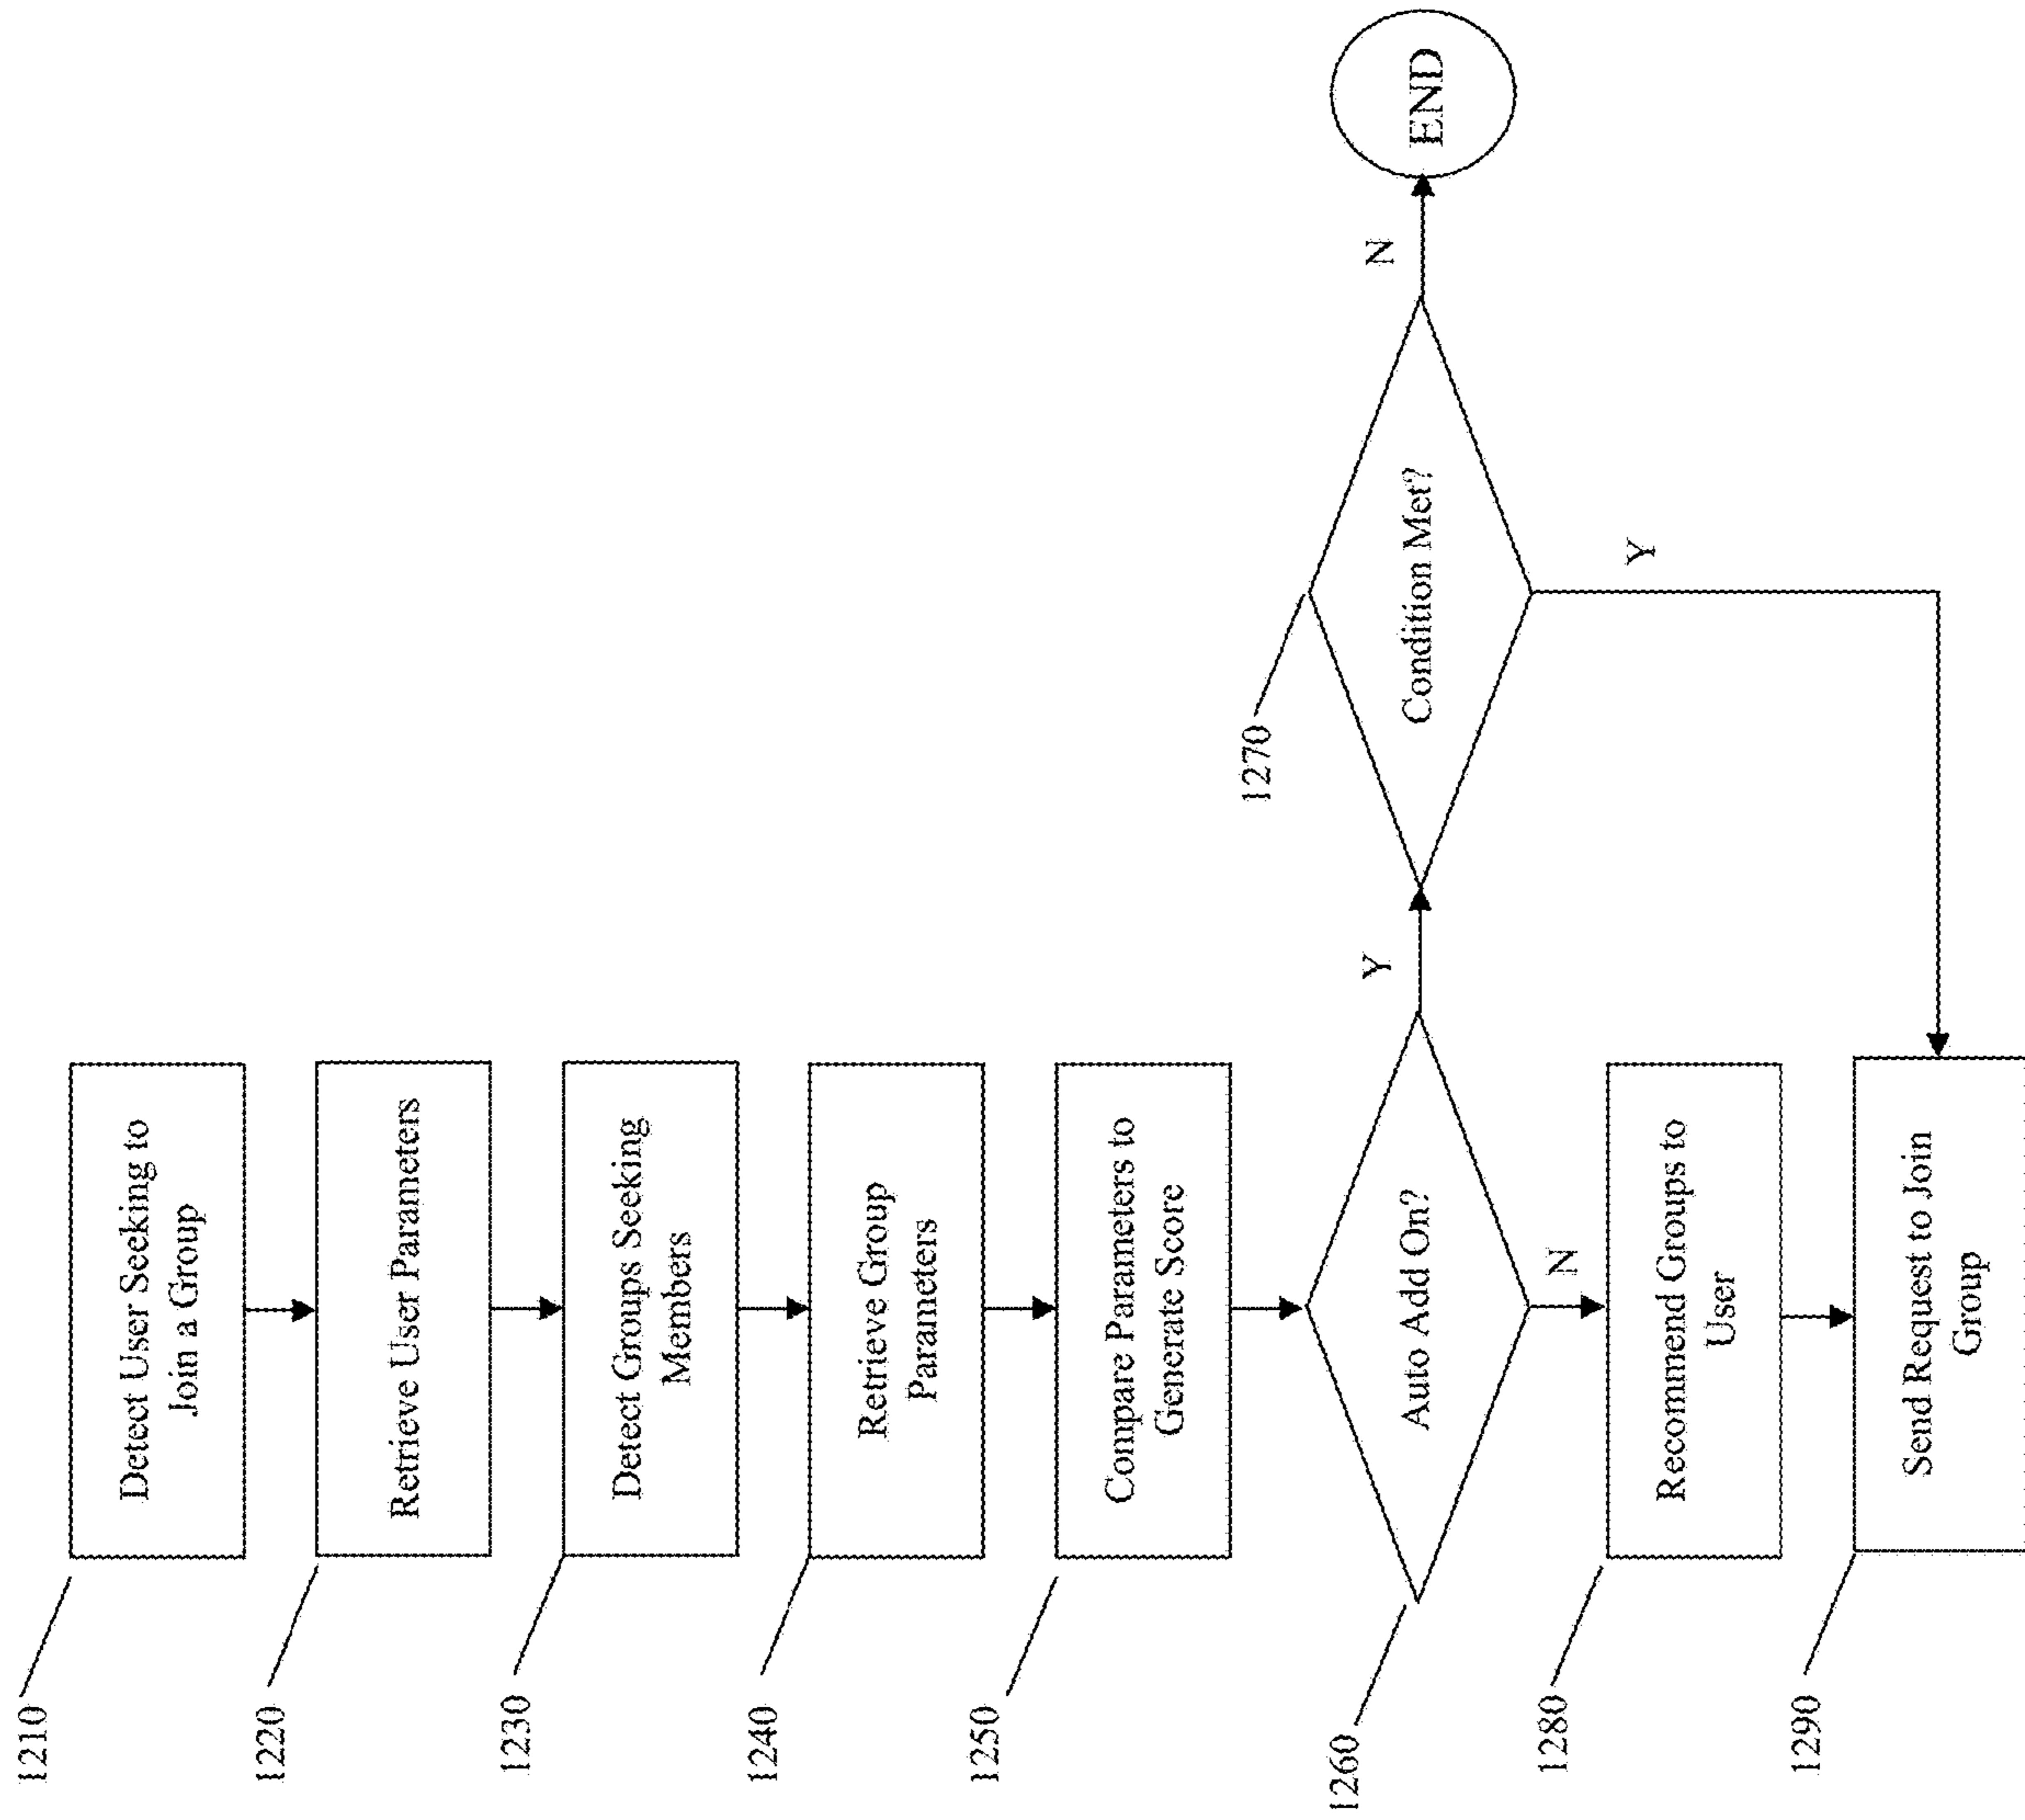 1210
Detect User Seeking to
Join a Group
1220
Retrieve User Parameters
1230
Detect Groups Seeking
Members
1240
Retrieve Group
Parameters
1250
Compare Parameters to
Generate Score
1260
Auto Add On?
Y
1270
Condition Met?
N
END
Y
N
1280
Recommend Groups to
User
1290
Send Request to Join
Group